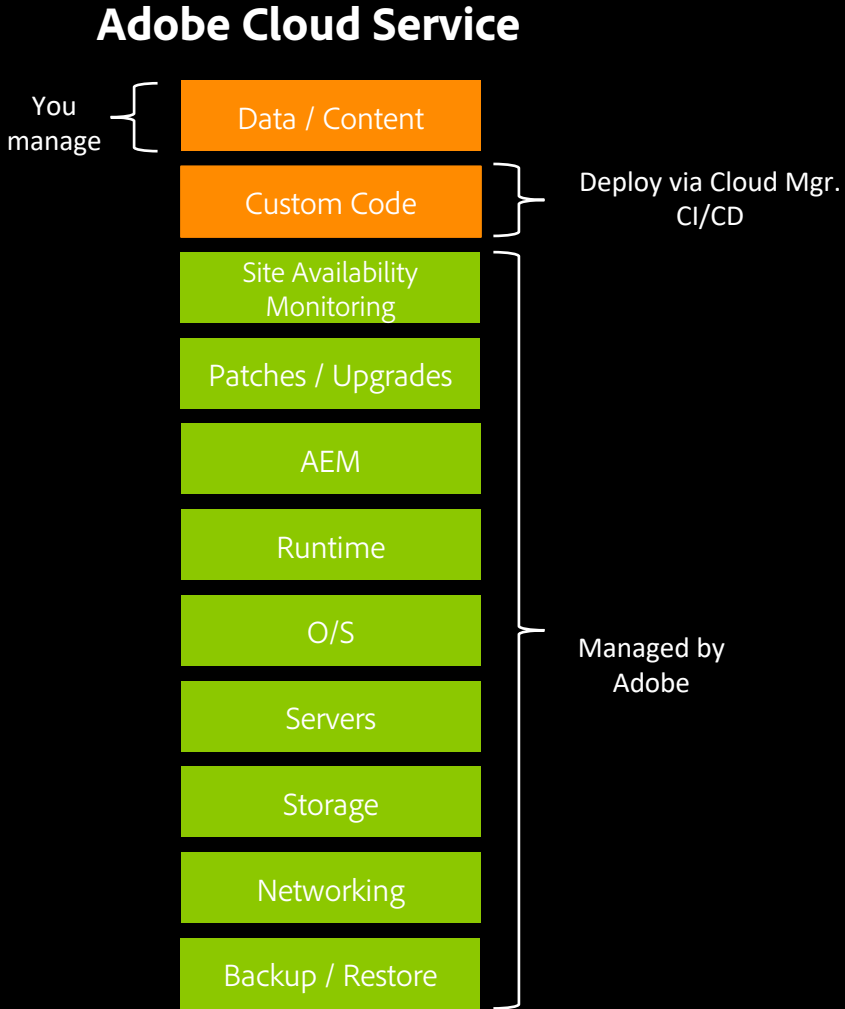 Adobe Cloud Service
You
manage
Data / Content
Custom Code
Deploy via Cloud Mgr.
CI/CD
Site Availability
Monitoring
Patches / Upgrades
AEM
Runtime
O/S
Managed by
Adobe
Servers
Storage
Networking
Backup / Restore